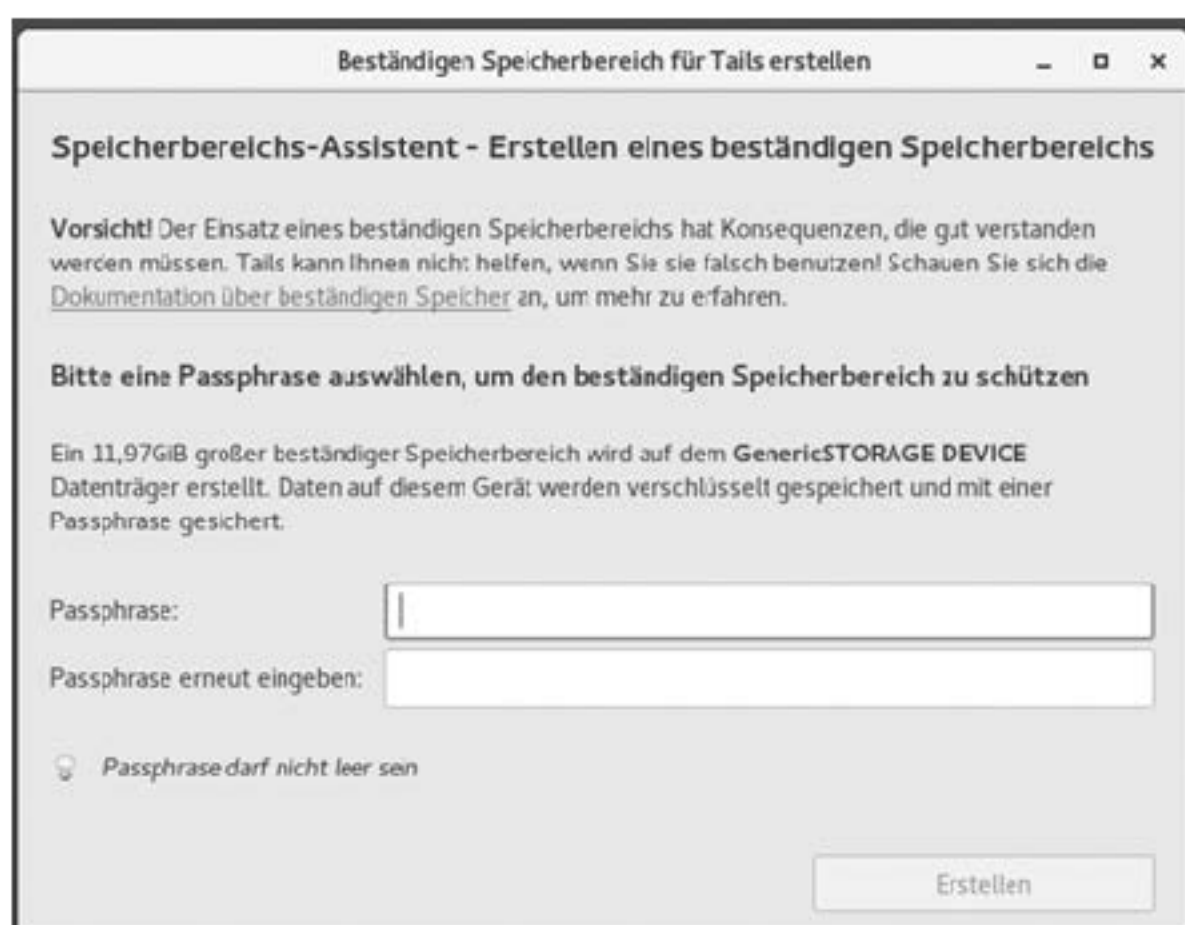 Beständigen Speicherbereich für Tails erstellen
Speicherbereichs-Assistent - Erstellen eines beständigen Speicherbereichs
Vorsicht! Der Einsatz eines beständigen Speicherbereichs hat Konsequenzen, die gut verstanden
werden müssen. Tails kann Ihnen nicht helfen, wenn Sie sie falsch benutzen! Schauen Sie sich die
Dokumentation über beständigen Speicher an, um mehr zu erfahren.
Bitte eine Passphrase auswählen, um den beständigen Speicherbereich zu schützen
Ein 11,97GiB großer beständiger Speicherbereich wird auf dem GenericSTORAGE DEVICE
Datenträger erstellt. Daten auf diesem Gerät werden verschlüsselt gespeichert und mit einer
Passphrase gesichert.
Passphrase:
Passphrase erneut eingeben:
Passphrase darf nicht leer sein
Erstellen